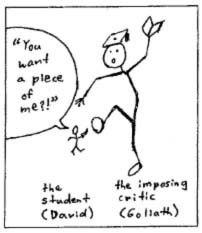 "You
want
a piece
of
me?!"
the
student
(David)
the imposing
critic
(Goliath)